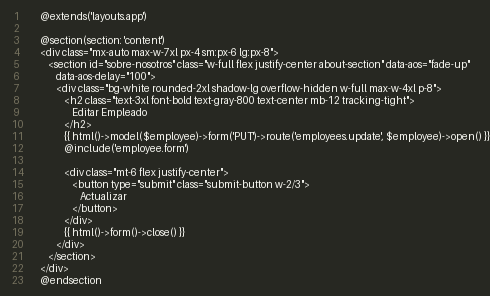 1 @extends('layouts.app')
2
3 @section(section: 'content')
4 <div class="mx-auto max-w-7xl px-4 sm:px-6 lg:px-8">
5 <section id="sobre-nosotros" class="w-full flex justify-center about-section" data-aos="fade-up"
6 data-aos-delay="100">
7 <div class="bg-white rounded-2xl shadow-lg overflow-hidden w-full max-w-4xl p-8">
8 <h2 class="text-3xl font-bold text-gray-800 text-center mb-12 tracking-tight">
9 Editar Empleado
10 </h2>
11 {{ html()->model($employee)->form('PUT')->route('employees.update', $employee)->open() }}
12 @include('employee.form')
13
14 <div class="mt-6 flex justify-center">
15 <button type="submit" class="submit-button w-2/3">
16 Actualizar
17 </button>
18 </div>
19 {{ html()->form()->close() }}
20 </div>
21 </section>
22 </div>
23 @endsection